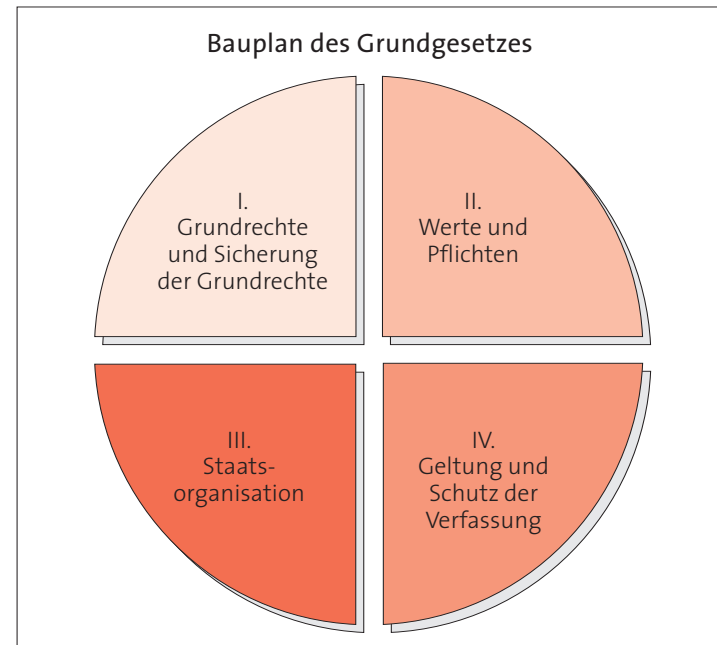 Bauplan des Grundgesetzes
I.
Grundrechte
und Sicherung
der Grundrechte
II.
Werte und
Pflichten
III.
Staats-
organisation
IV.
Geltung und
Schutz der
Verfassung